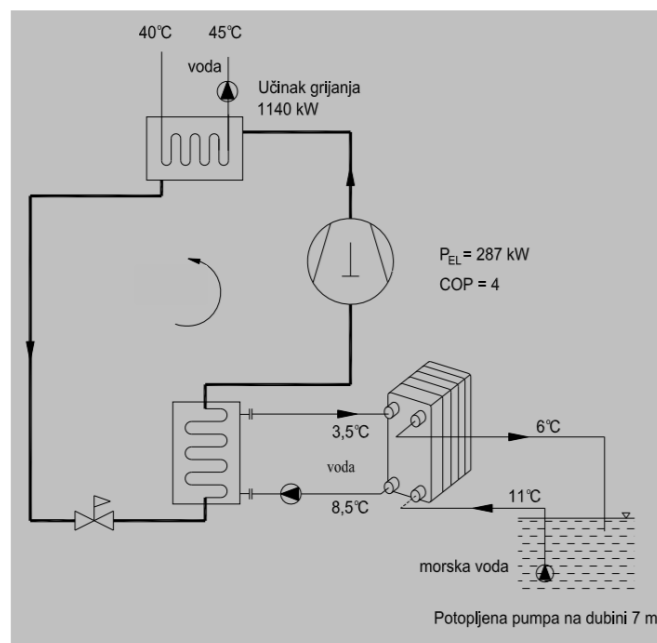 40℃ 45℃
voda
Učinak grijanja
1140 kW
P_EL = 287 kW
COP = 4
3,5℃
6℃
voda
8,5℃
11℃
morska voda
Potopljena pumpa na dubini 7 m